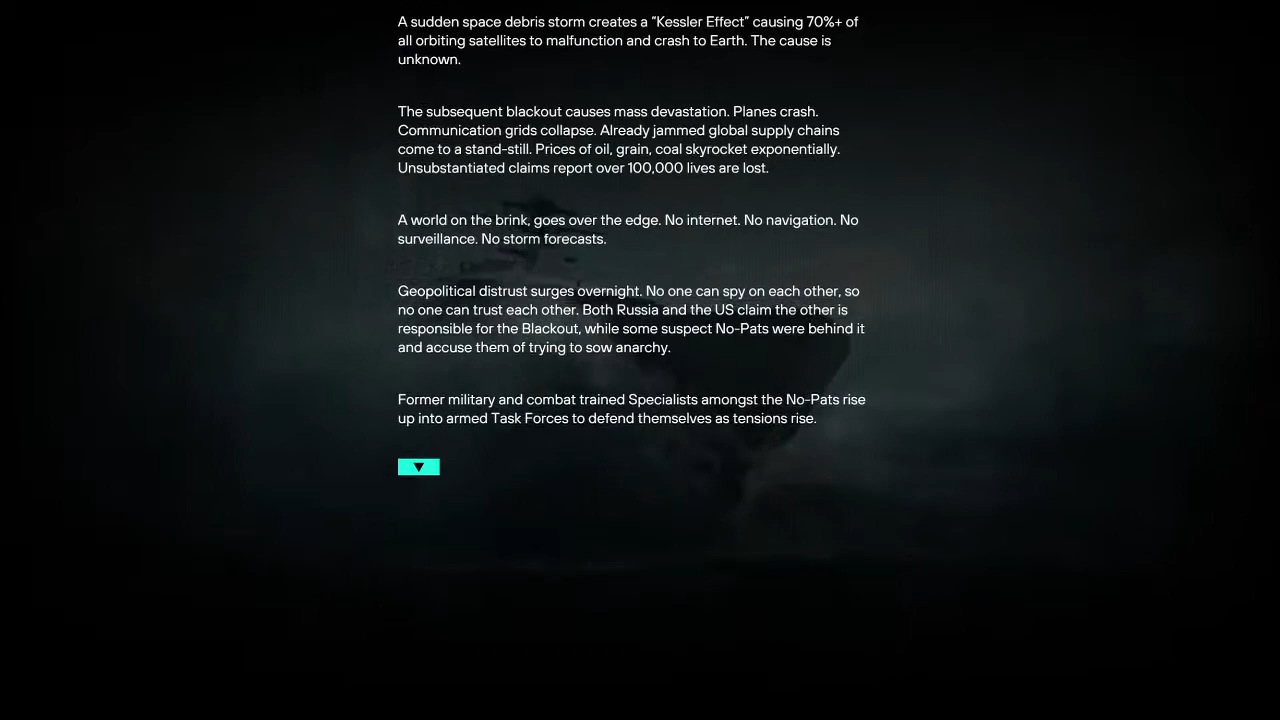 A sudden space debris storm creates a “Kessler Effect” causing 70%+ of
all orbiting satellites to malfunction and crash to Earth. The cause is
unknown.
The subsequent blackout causes mass devastation. Planes crash.
Communication grids collapse. Already jammed global supply chains
come to a stand-still. Prices of oil, grain, coal skyrocket exponentially.
Unsubstantiated claims report over 100,000 lives are lost.
A world on the brink, goes over the edge. No internet. No navigation. No
surveillance. No storm forecasts.
Geopolitical distrust surges overnight. No one can spy on each other, so
no one can trust each other. Both Russia and the US claim the other is
responsible for the Blackout, while some suspect No-Pats were behind it
and accuse them of trying to sow anarchy.
Former military and combat trained Specialists amongst the No-Pats rise
up into armed Task Forces to defend themselves as tensions rise.